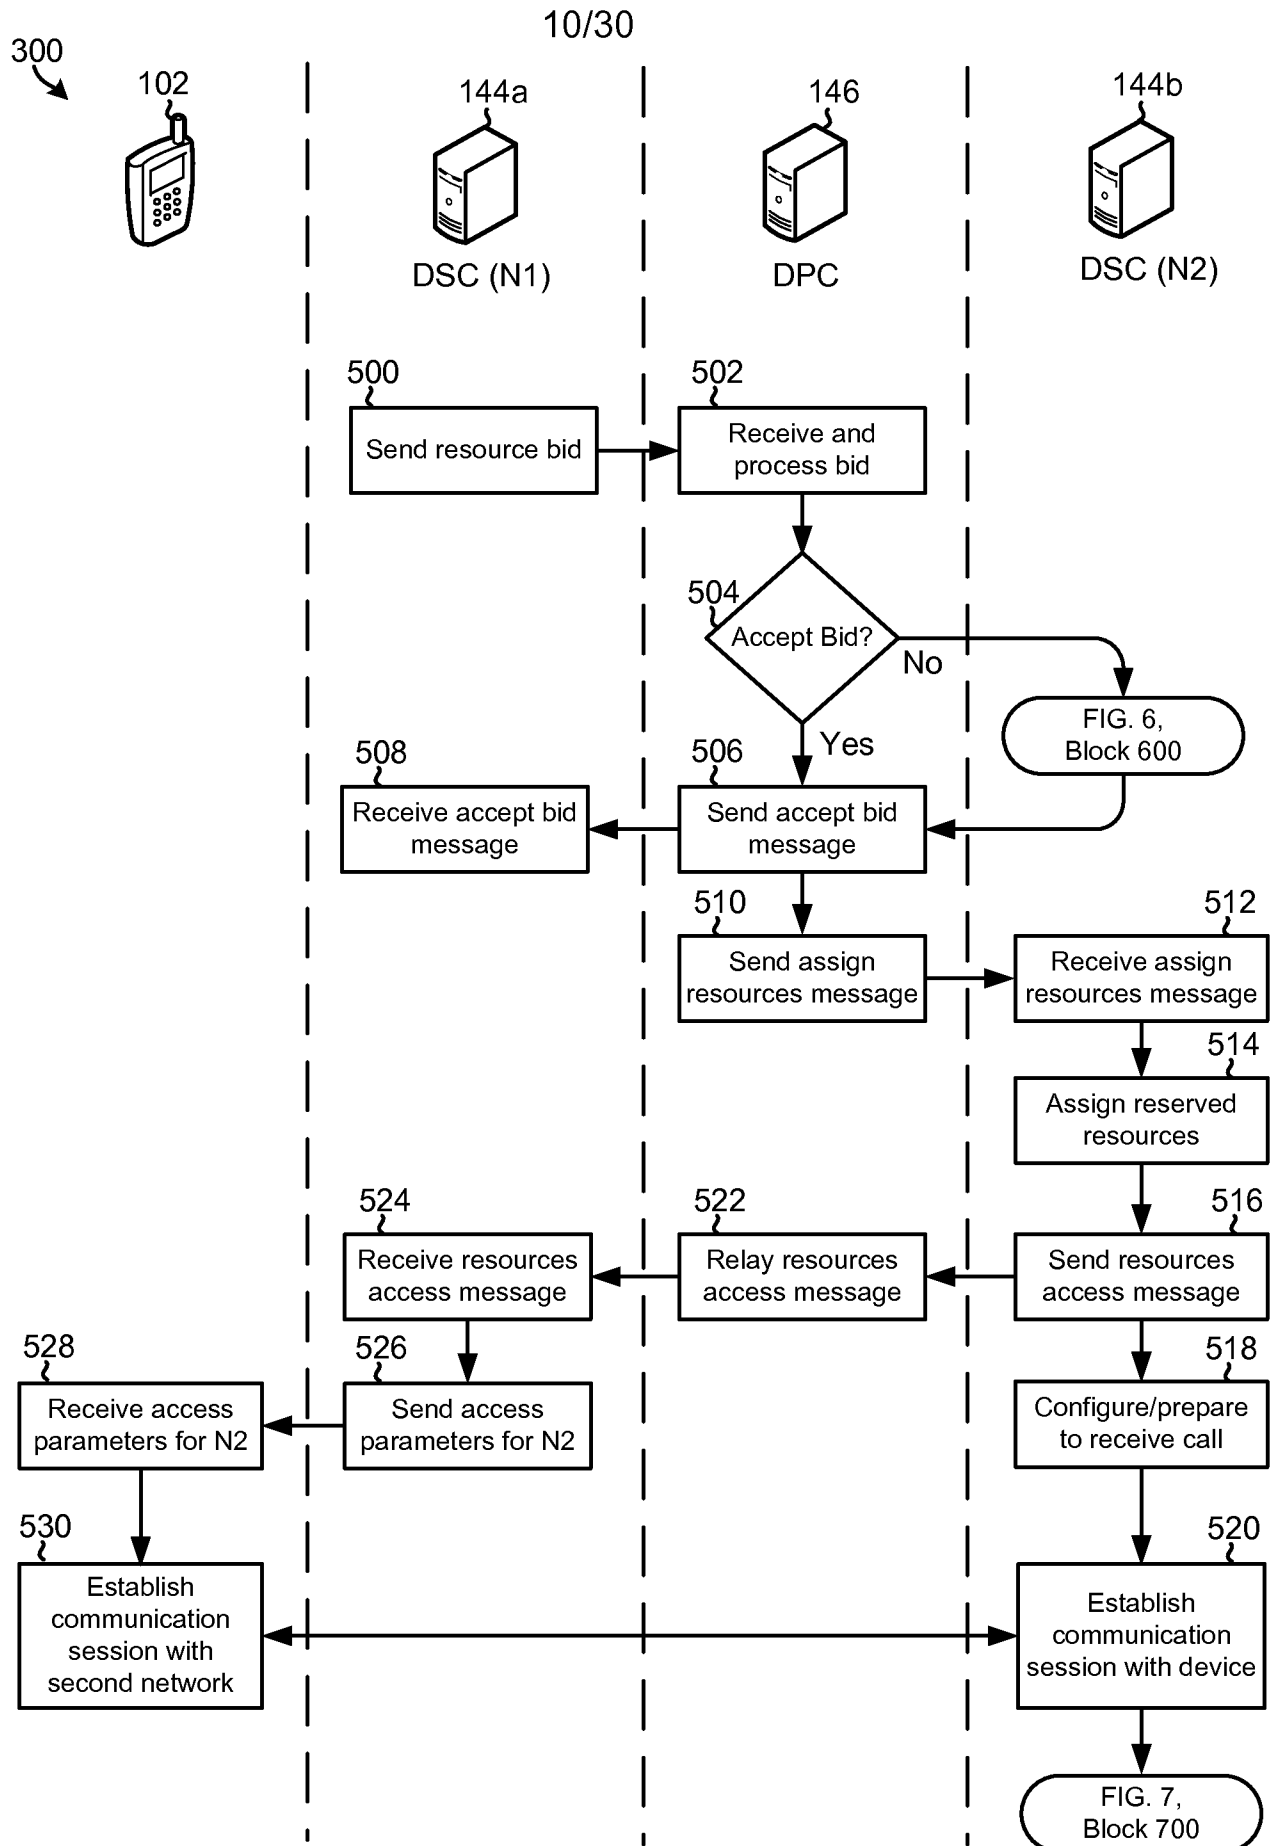 10/30
300
102
144a
146
144b
DSC (N1)
DPC
DSC (N2)
500
502
Send resource bid
Receive and
process bid
504
Accept Bid?
No
Yes
FIG. 6,
Block 600
508
506
Receive accept bid
message
Send accept bid
message
510
512
Send assign
resources message
Receive assign
resources message
514
Assign reserved
resources
524
522
516
Receive resources
access message
Relay resources
access message
Send resources
access message
528
526
518
Receive access
parameters for N2
Send access
parameters for N2
Configure/prepare
to receive call
530
520
Establish
communication
session with
second network
Establish
communication
session with device
FIG. 7,
Block 700